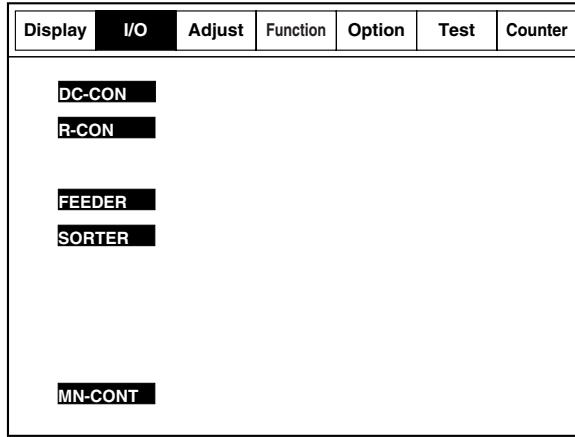 Display I/O Adjust Function Option Test Counter
DC-CON
R-CON
FEEDER
SORTER
MN-CONT